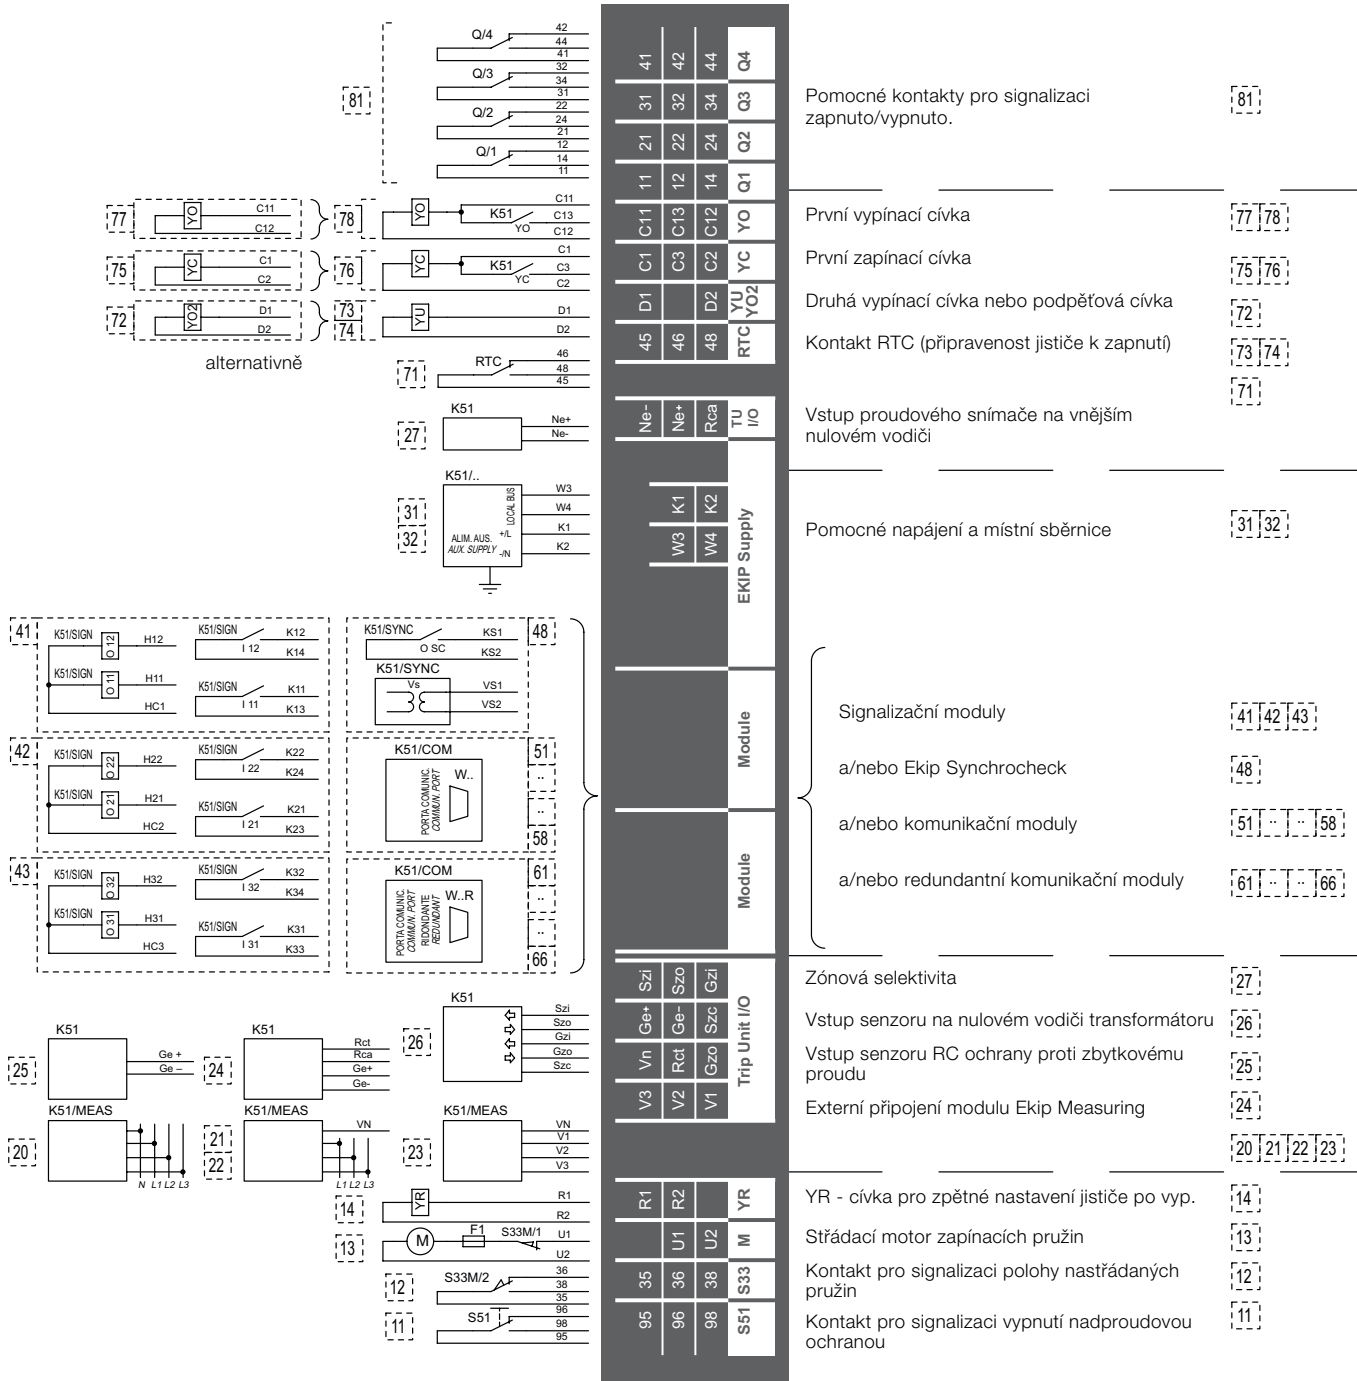 Q/4
42
44
41
Q/3
32
34
31
Q/2
22
24
21
Q/1
12
14
11
81
77
YO
C11
C12
78
YO
K51
YO
C11
C13
C12
75
YC
C1
C2
76
YC
K51
YC
C1
C3
C2
72
YO2
D1
D2
73
74
YU
D1
D2
alternativně
71
RTC
46
48
45
27
K51
Ne+
Ne-
31
32
K51/..
LOCAL BUS
ALIM. AUS.
AUX. SUPPLY
+/L
-/N
W3
W4
K1
K2
41
K51/SIGN
O 12
H12
K51/SIGN
O 11
H11
HC1
K51/SIGN
I 12
K12
K14
K51/SIGN
I 11
K11
K13
48
K51/SYNC
O SC
KS1
KS2
K51/SYNC
Vs
VS1
VS2
42
K51/SIGN
O 22
H22
K51/SIGN
O 21
H21
HC2
K51/SIGN
I 22
K22
K24
K51/SIGN
I 21
K21
K23
K51/COM
PORTA COMUNIC.
COMMUN. PORT
W..
51
..
..
58
43
K51/SIGN
O 32
H32
K51/SIGN
O 31
H31
HC3
K51/SIGN
I 32
K32
K34
K51/SIGN
I 31
K31
K33
K51/COM
PORTA COMUNIC.
COMMUN. PORT
RIDONDANTE
REDUNDANT
W..R
61
..
..
66
25
K51
Ge +
Ge –
24
K51
Rct
Rca
Ge+
Ge-
26
K51
Szi
Szo
Gzi
Gzo
Szc
20
K51/MEAS
N L1 L2 L3
21
22
K51/MEAS
VN
L1 L2 L3
23
K51/MEAS
VN
V1
V2
V3
14
YR
R1
R2
13
M
F1
S33M/1
U1
U2
12
S33M/2
36
38
35
11
S51
96
98
95
41 42 44 Q4
31 32 34 Q3
21 22 24 Q2
11 12 14 Q1
C11 C13 C12 YO
C1 C3 C2 YC
D1 D2 YU
YO2
45 46 48 RTC
Ne- Ne+ Rca TU
I/O
K1 K2
W3 W4
EKIP Supply
Module
Module
Szi Szo Gzi
Ge+ Ge- Szc
Vn Rct Gzo
V3 V2 V1
Trip Unit I/O
R1 R2 YR
U1 U2 M
35 36 38 S33
95 96 98 S51
Pomocné kontakty pro signalizaci
zapnuto/vypnuto.
81
První vypínací cívka
77 78
První zapínací cívka
75 76
Druhá vypínací cívka nebo podpěťová cívka
72
Kontakt RTC (připravenost jističe k zapnutí)
73 74
71
Vstup proudového snímače na vnějším
nulovém vodiči
Pomocné napájení a místní sběrnice
31 32
Signalizační moduly
41 42 43
a/nebo Ekip Synchrocheck
48
a/nebo komunikační moduly
51 .. .. 58
a/nebo redundantní komunikační moduly
61 .. .. 66
Zónová selektivita
27
Vstup senzoru na nulovém vodiči transformátoru
26
Vstup senzoru RC ochrany proti zbytkovému
proudu
25
Externí připojení modulu Ekip Measuring
24
20 21 22 23
YR - cívka pro zpětné nastavení jističe po vyp.
14
Střádací motor zapínacích pružin
13
Kontakt pro signalizaci polohy nastřádaných
pružin
12
Kontakt pro signalizaci vypnutí nadproudovou
ochranou
11